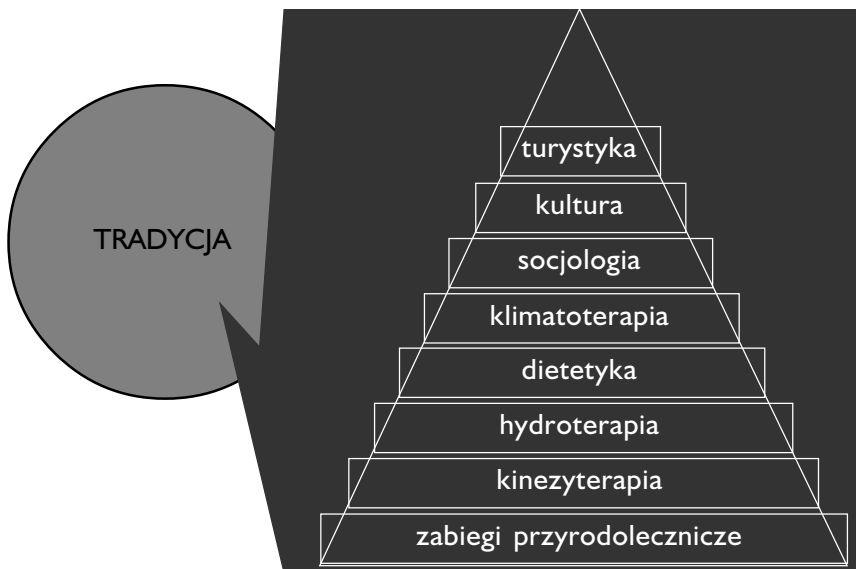 TRADYCJA
turystyka
kultura
socjologia
klimatoterapia
dietetyka
hydroterapia
kinezyterapia
zabiegi przyrodolecznicze